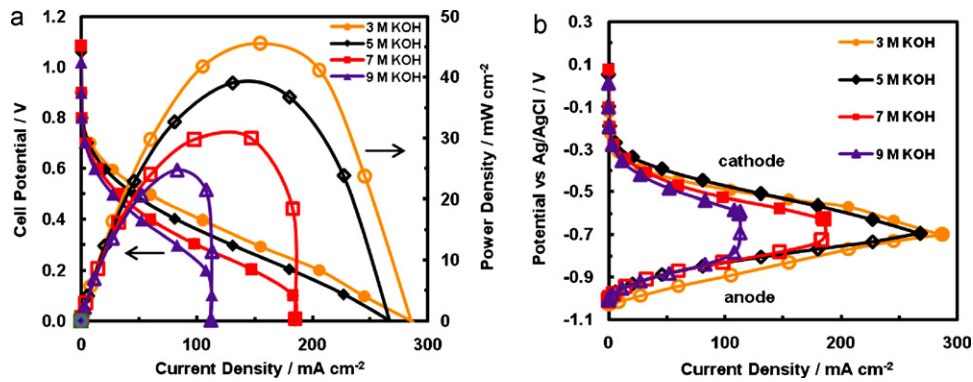 a
Cell Potential / V
1.2
1.0
0.8
0.6
0.4
0.2
0.0
3 M KOH
5 M KOH
7 M KOH
9 M KOH
50
40
30
20
10
0
Power Density / mW cm-2
0
100
200
300
Current Density / mA cm-2
b
Potential vs Ag/AgCl / V
0.3
0.1
-0.1
-0.3
-0.5
-0.7
-0.9
-1.1
3 M KOH
5 M KOH
7 M KOH
9 M KOH
cathode
anode
0
100
200
300
Current Density / mA cm-2